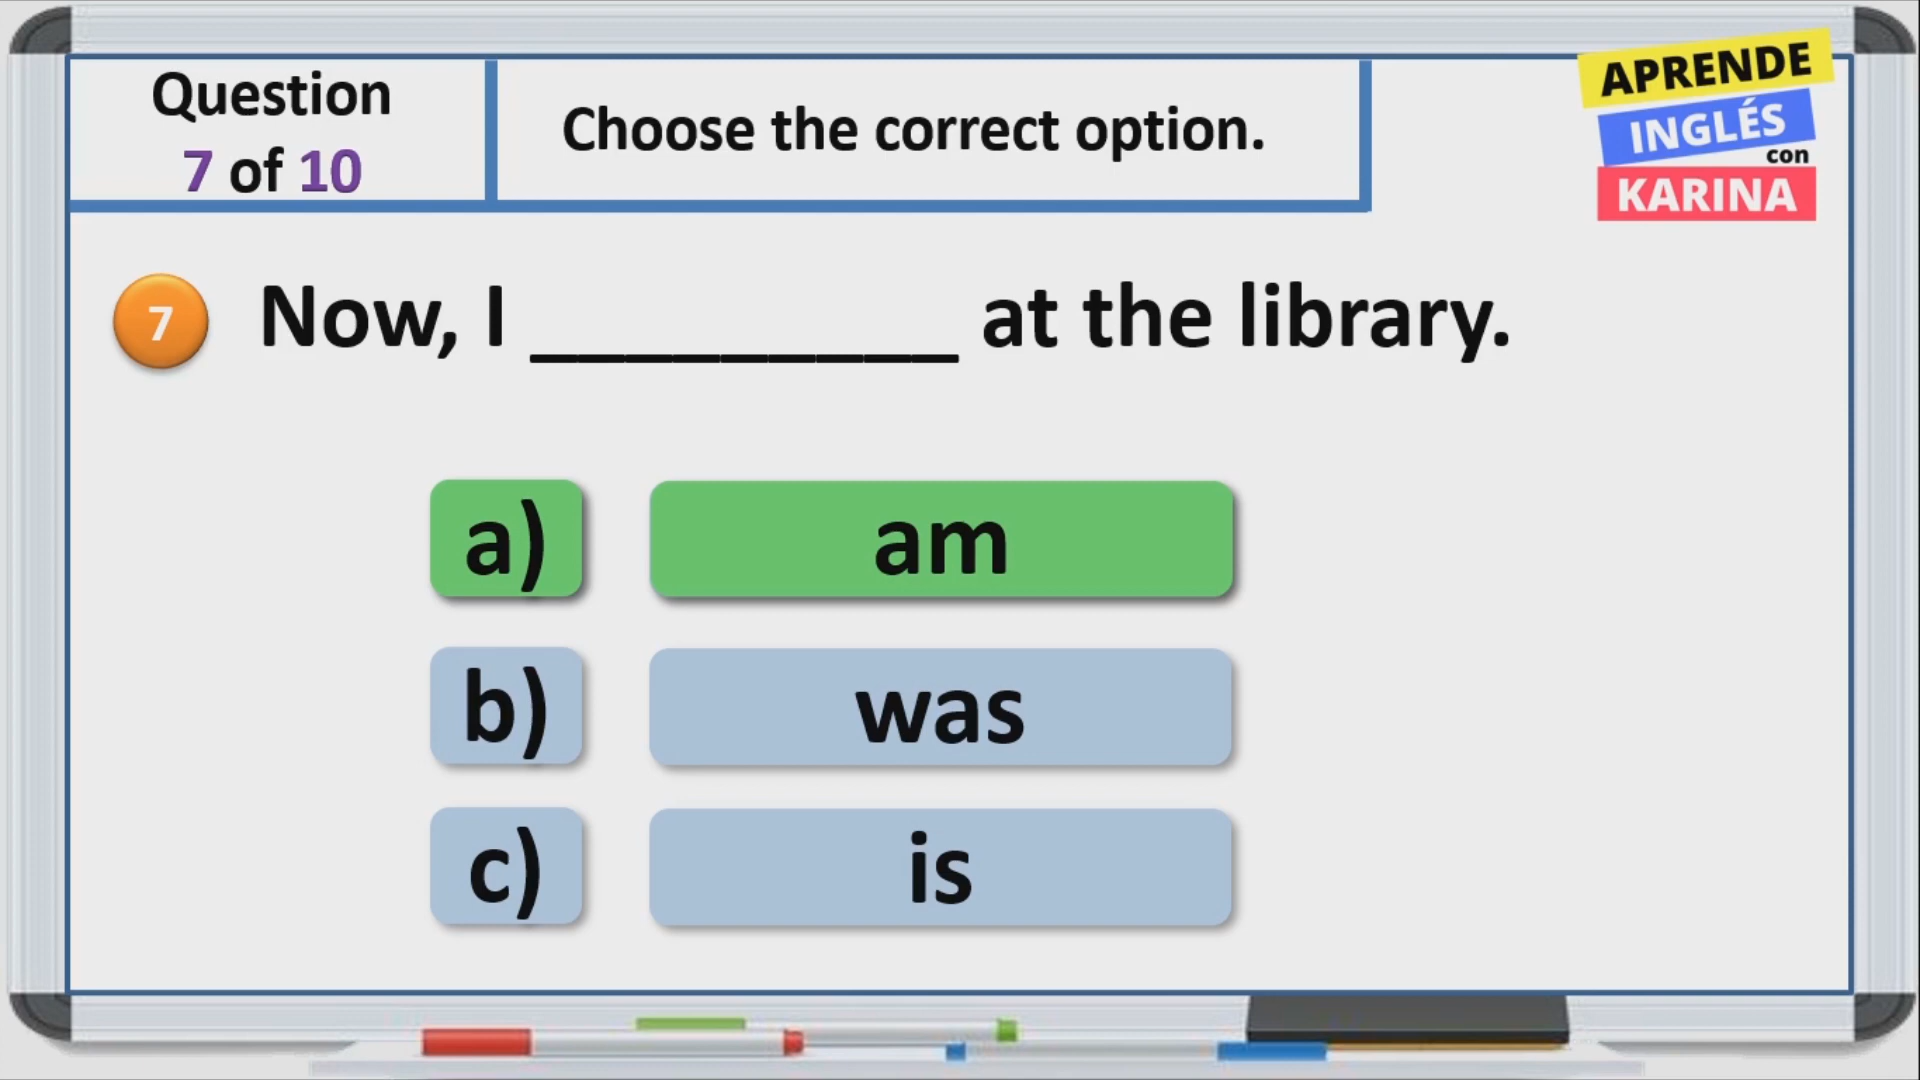 Question
7 of 10
Choose the correct option.
APRENDE
INGLÉS
con
KARINA
7 Now, I _________ at the library.
a) am
b) was
c) is